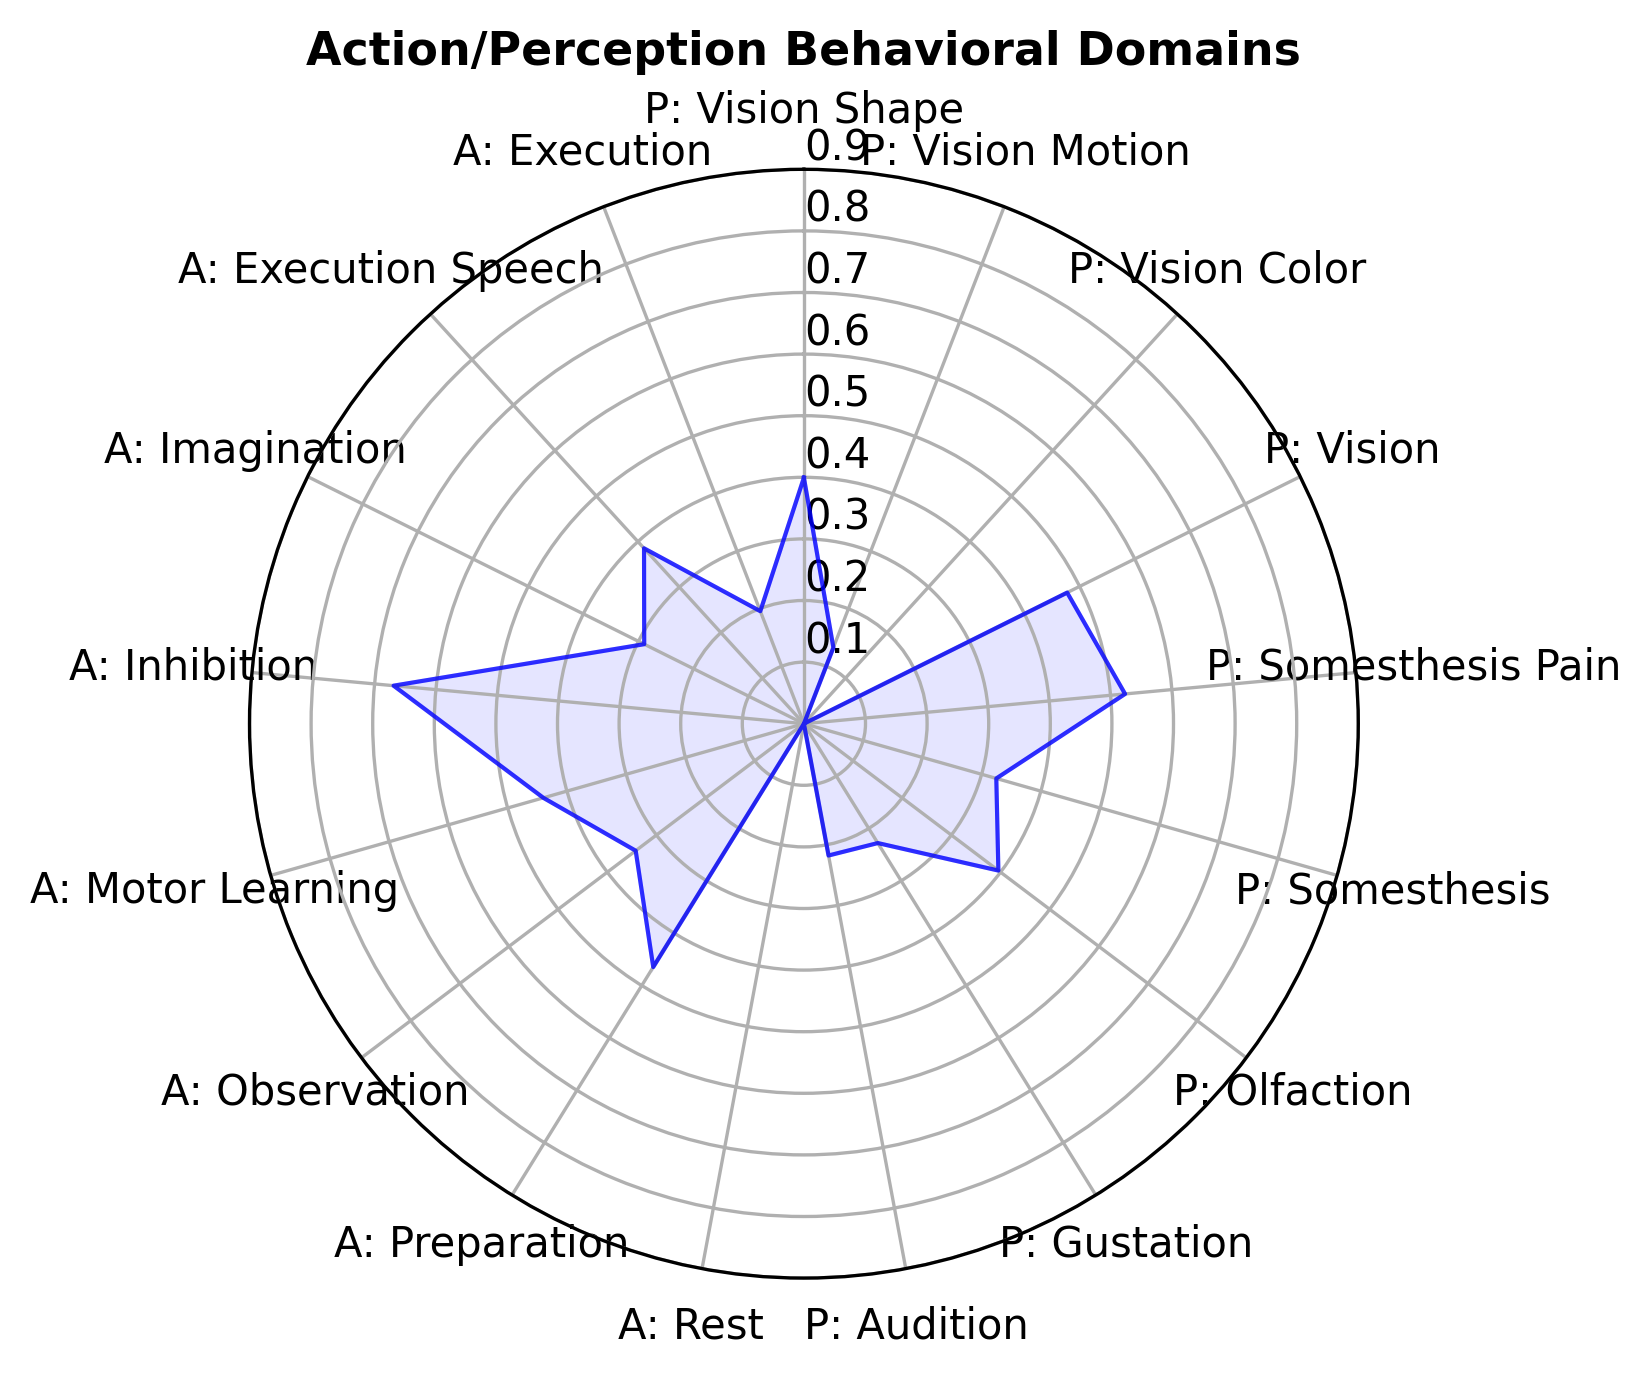 Action/Perception Behavioral Domains
P: Vision Shape
A: Execution
0.9
P: Vision Motion
0.8
A: Execution Speech
0.7
P: Vision Color
0.6
0.5
A: Imagination
0.4
P: Vision
0.3
0.2
0.1
A: Inhibition
P: Somesthesis Pain
A: Motor Learning
P: Somesthesis
A: Observation
P: Olfaction
A: Preparation
P: Gustation
A: Rest
P: Audition